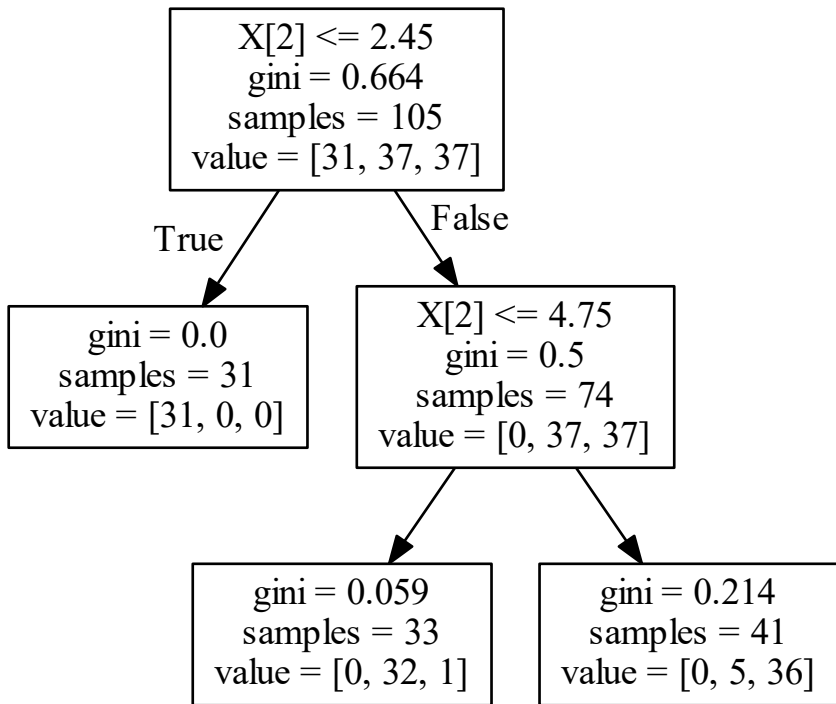 X[2] <= 2.45
gini = 0.664
samples = 105
value = [31, 37, 37]
True
False
gini = 0.0
samples = 31
value = [31, 0, 0]
X[2] <= 4.75
gini = 0.5
samples = 74
value = [0, 37, 37]
gini = 0.059
samples = 33
value = [0, 32, 1]
gini = 0.214
samples = 41
value = [0, 5, 36]